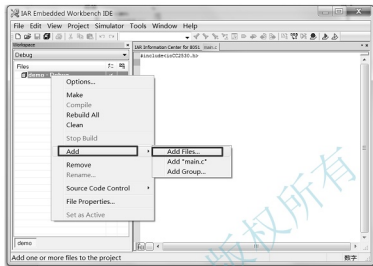 IAR Embedded Workbench IDE
File Edit View Project Simulator Tools Window Help
Workspace
IAR Information Center for 8051 main.c
Debug
#include<ioCC2530.h>
Files
demo - Debug
Options...
Make
Compile
Rebuild All
Clean
Stop Build
Add
Add Files...
Add "main.c"
Add Group...
Remove
Rename...
Source Code Control
File Properties...
Set as Active
demo
Add one or more files to the project
数字
版权所有